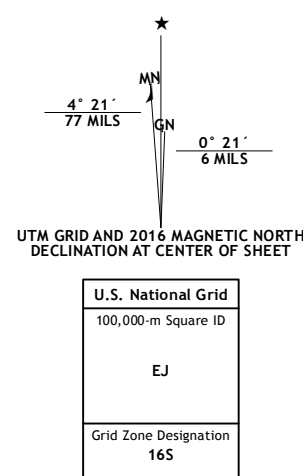 ★
MN
4° 21´
77 MILS
GN
0° 21´
6 MILS
UTM GRID AND 2016 MAGNETIC NORTH
DECLINATION AT CENTER OF SHEET
U.S. National Grid
100,000-m Square ID
EJ
Grid Zone Designation
16S